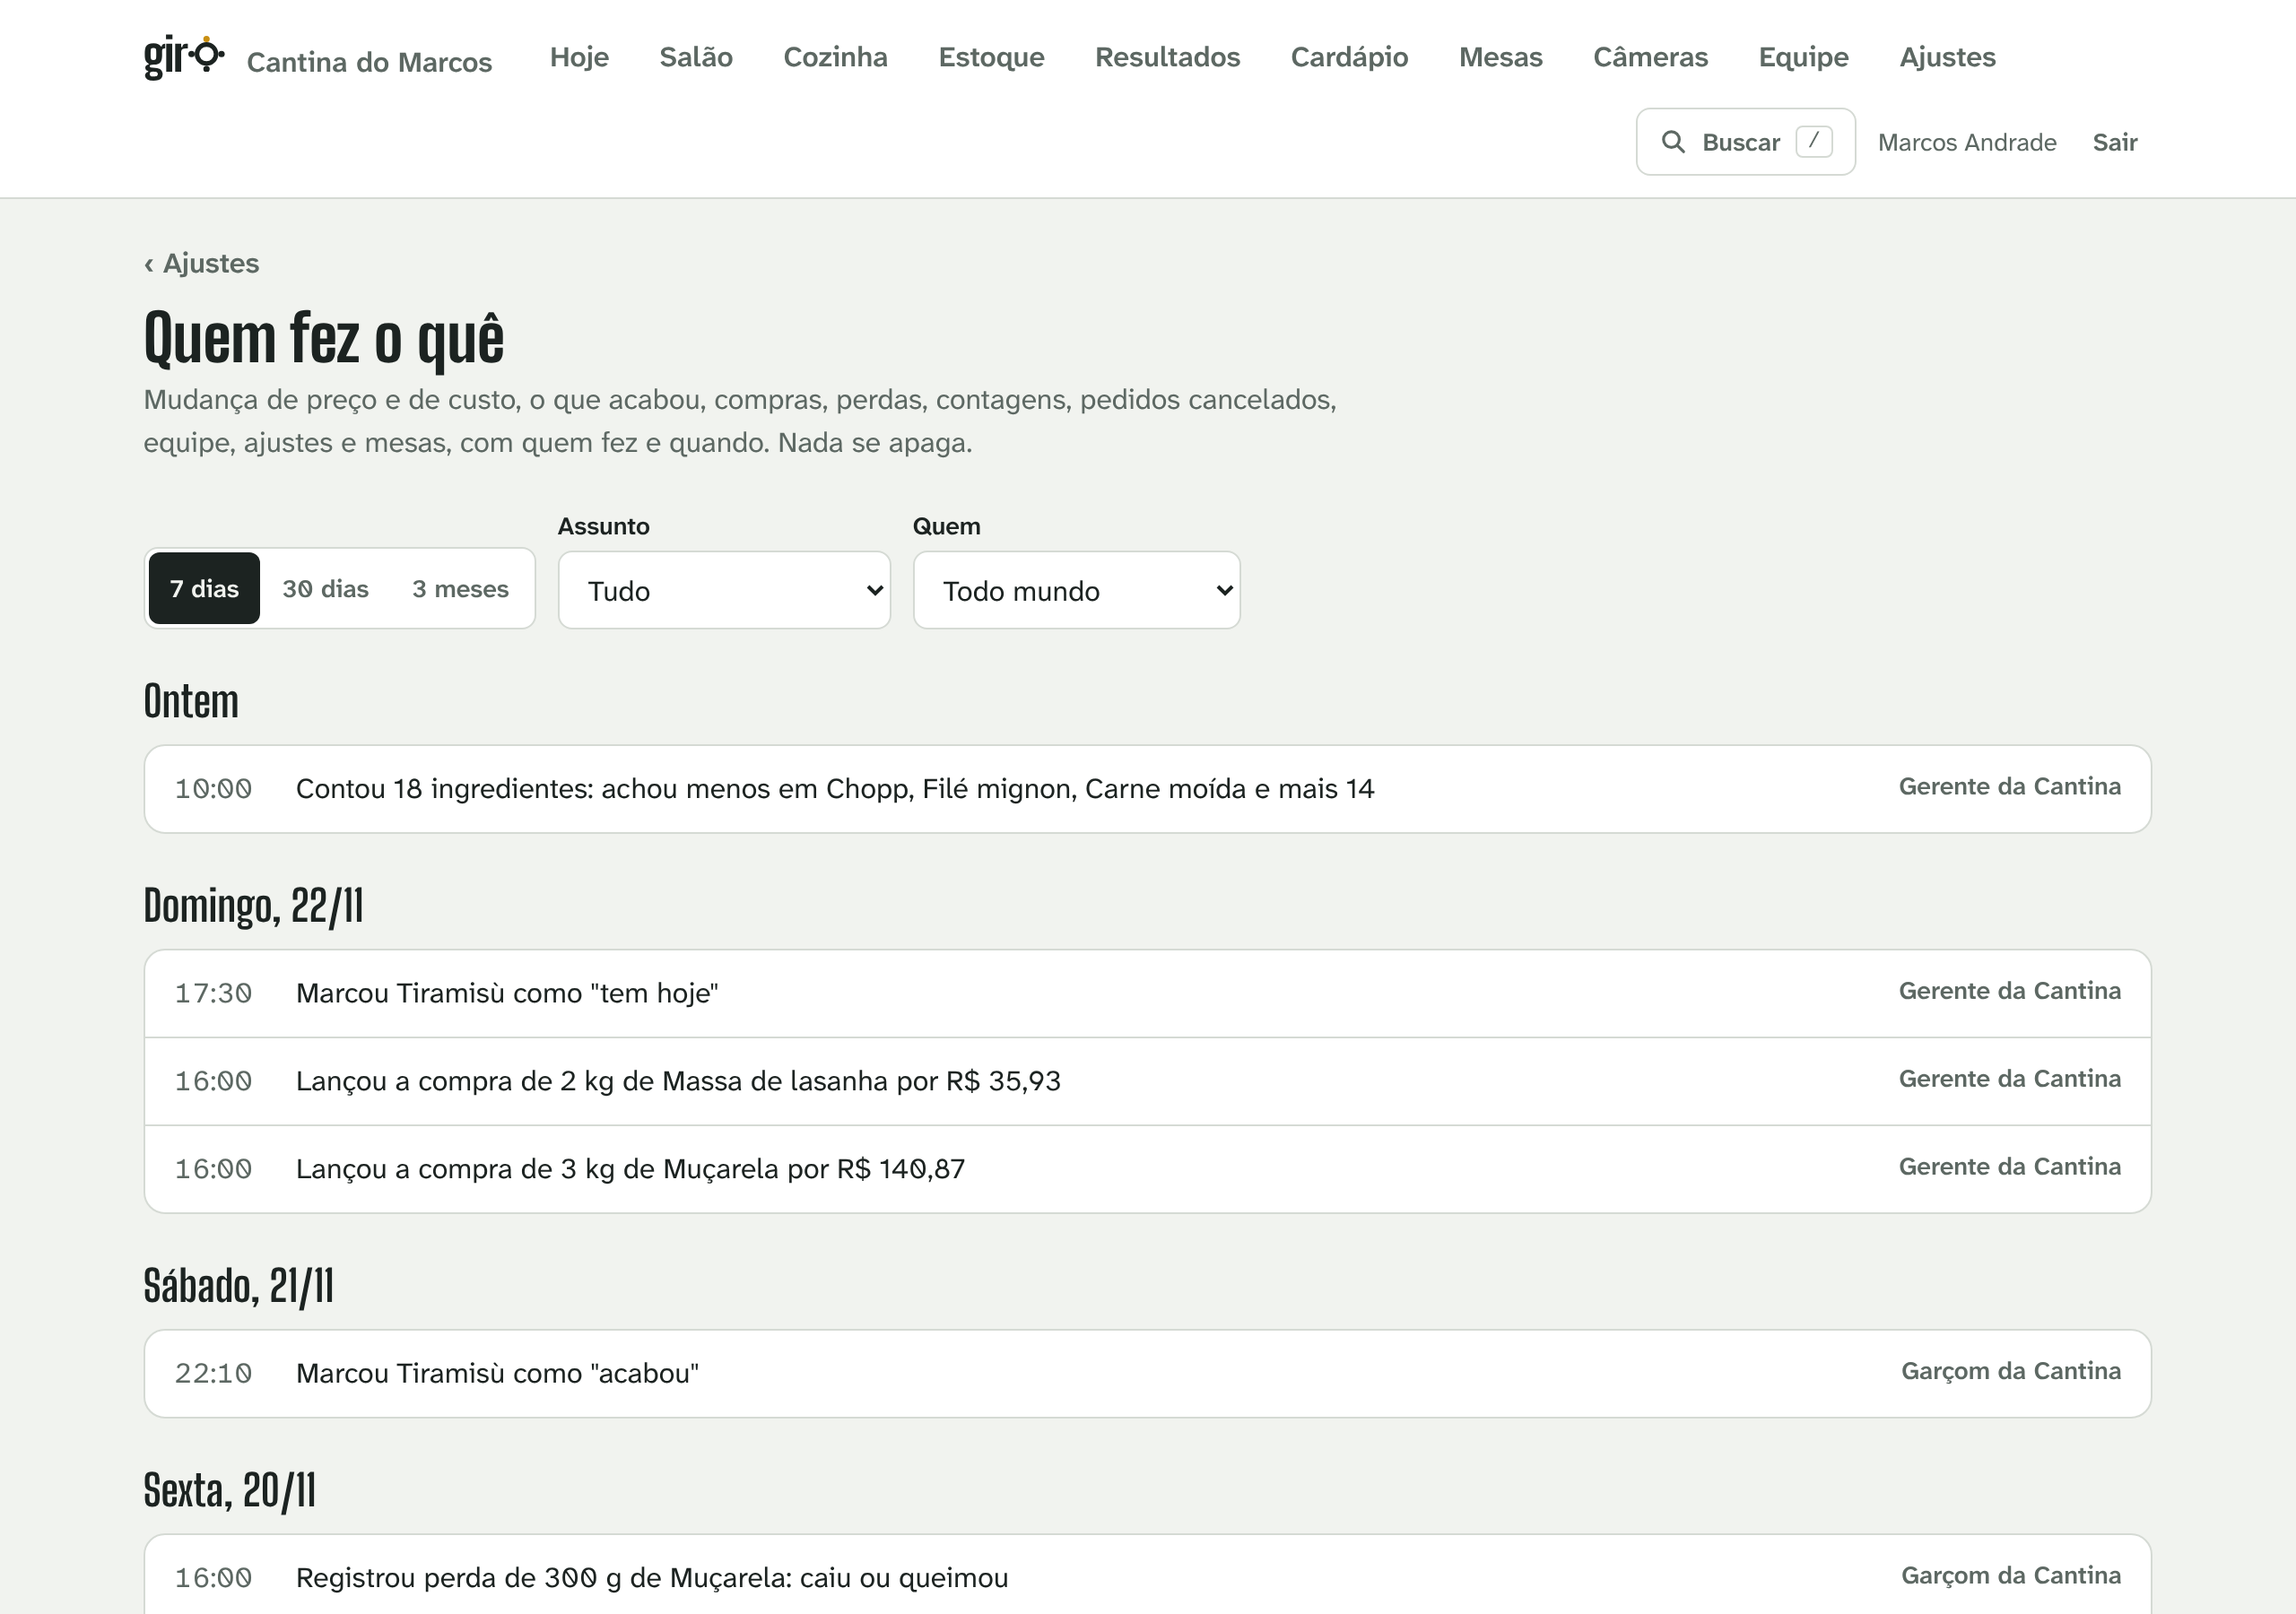 giro Cantina do Marcos Hoje Salão Cozinha Estoque Resultados Cardápio Mesas Câmeras Equipe Ajustes
Buscar / Marcos Andrade Sair
‹ Ajustes
Quem fez o quê
Mudança de preço e de custo, o que acabou, compras, perdas, contagens, pedidos cancelados,
equipe, ajustes e mesas, com quem fez e quando. Nada se apaga.
Assunto Quem
7 dias 30 dias 3 meses Tudo Todo mundo
Ontem
10:00 Contou 18 ingredientes: achou menos em Chopp, Filé mignon, Carne moída e mais 14 Gerente da Cantina
Domingo, 22/11
17:30 Marcou Tiramisù como "tem hoje" Gerente da Cantina
16:00 Lançou a compra de 2 kg de Massa de lasanha por R$ 35,93 Gerente da Cantina
16:00 Lançou a compra de 3 kg de Muçarela por R$ 140,87 Gerente da Cantina
Sábado, 21/11
22:10 Marcou Tiramisù como "acabou" Garçom da Cantina
Sexta, 20/11
16:00 Registrou perda de 300 g de Muçarela: caiu ou queimou Garçom da Cantina